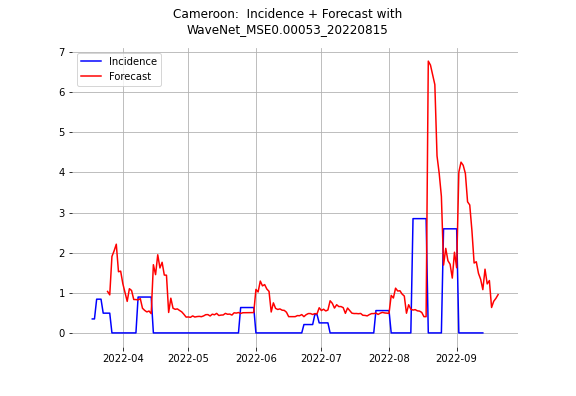 Cameroon:  Incidence + Forecast with
WaveNet_MSE0.00053_20220815
7
6
5
4
3
2
1
0
Incidence
Forecast
2022-04 2022-05 2022-06 2022-07 2022-08 2022-09